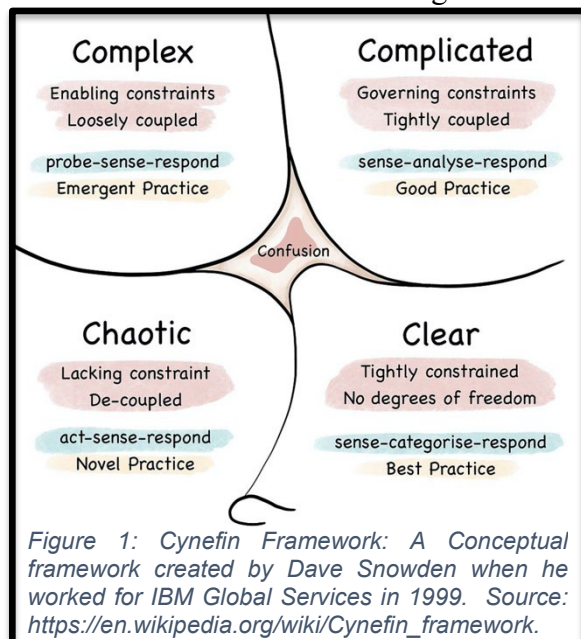 Complex
Enabling constraints
Loosely coupled
probe-sense-respond
Emergent Practice
Complicated
Governing constraints
Tightly coupled
sense-analyse-respond
Good Practice
Confusion
Chaotic
Lacking constraint
De-coupled
act-sense-respond
Novel Practice
Clear
Tightly constrained
No degrees of freedom
sense-categorise-respond
Best Practice
Figure 1: Cynefin Framework: A Conceptual
framework created by Dave Snowden when he
worked for IBM Global Services in 1999. Source:
https://en.wikipedia.org/wiki/Cynefin_framework.